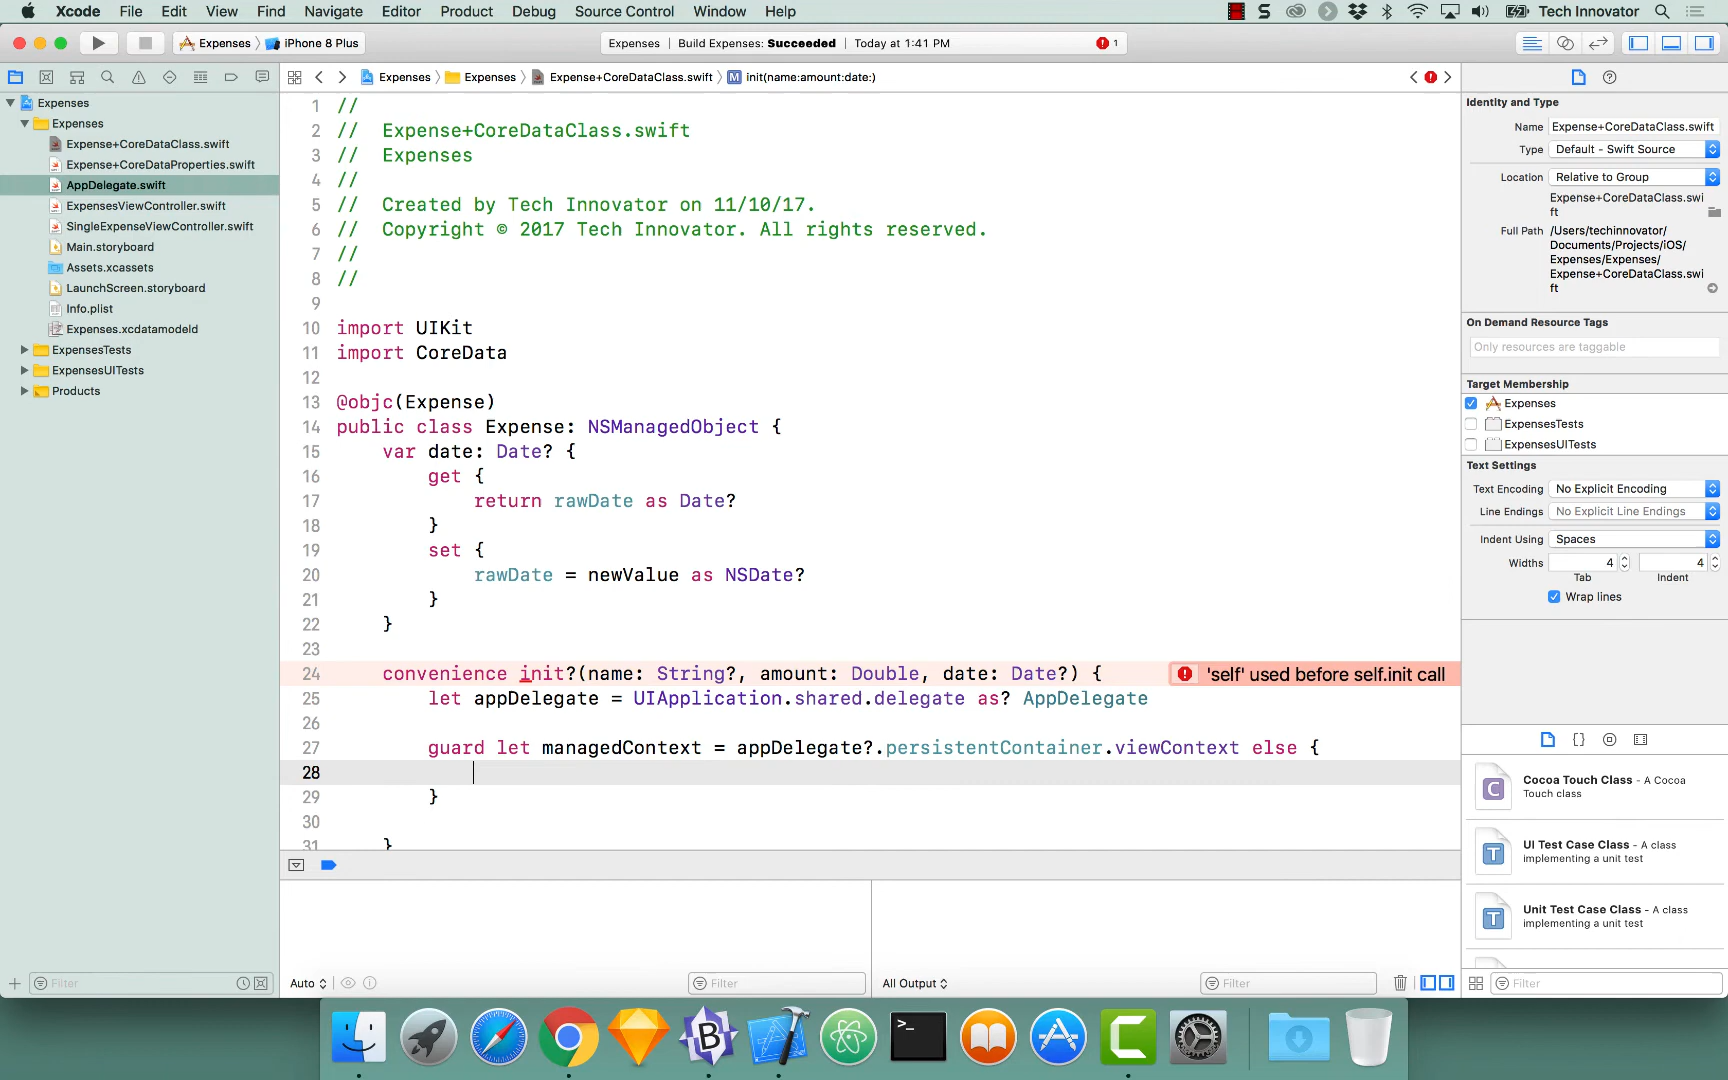 Xcode File Edit View Find Navigate Editor Product Debug Source Control Window Help Tech Innovator
Expenses iPhone 8 Plus Expenses | Build Expenses: Succeeded | Today at 1:41 PM 1
Expenses Expenses Expense+CoreDataClass.swift M init(name:amount:date:)
Expenses
Expenses
Expense+CoreDataClass.swift
Expense+CoreDataProperties.swift
AppDelegate.swift
ExpensesViewController.swift
SingleExpenseViewController.swift
Main.storyboard
Assets.xcassets
LaunchScreen.storyboard
Info.plist
Expenses.xcdatamodeld
ExpensesTests
ExpensesUITests
Products
Filter
1 //
2 //  Expense+CoreDataClass.swift
3 //  Expenses
4 //
5 //  Created by Tech Innovator on 11/10/17.
6 //  Copyright © 2017 Tech Innovator. All rights reserved.
7 //
8 //
9
10 import UIKit
11 import CoreData
12
13 @objc(Expense)
14 public class Expense: NSManagedObject {
15     var date: Date? {
16         get {
17             return rawDate as Date?
18         }
19         set {
20             rawDate = newValue as NSDate?
21         }
22     }
23
24     convenience init?(name: String?, amount: Double, date: Date?) { 'self' used before self.init call
25         let appDelegate = UIApplication.shared.delegate as? AppDelegate
26
27         guard let managedContext = appDelegate?.persistentContainer.viewContext else {
28
29         }
30
31     }
Auto Filter All Output Filter
Identity and Type
Name Expense+CoreDataClass.swift
Type Default - Swift Source
Location Relative to Group
Expense+CoreDataClass.swi
ft
Full Path /Users/techinnovator/
Documents/Projects/iOS/
Expenses/Expenses/
Expense+CoreDataClass.swi
ft
On Demand Resource Tags
Only resources are taggable
Target Membership
Expenses
ExpensesTests
ExpensesUITests
Text Settings
Text Encoding No Explicit Encoding
Line Endings No Explicit Line Endings
Indent Using Spaces
Widths 4 4
Tab Indent
Wrap lines
{}
C Cocoa Touch Class - A Cocoa
Touch class
T UI Test Case Class - A class
implementing a unit test
T Unit Test Case Class - A class
implementing a unit test
Filter